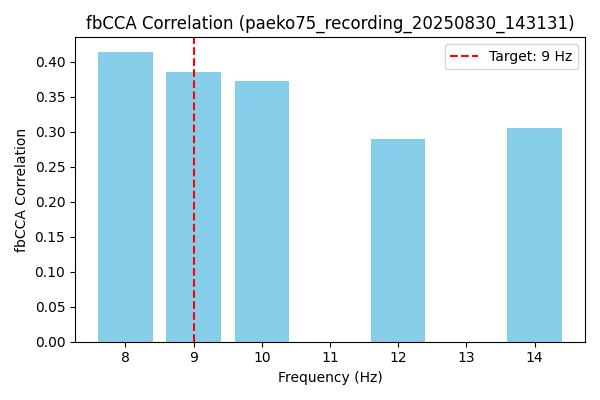 fbCCA Correlation (paeko75_recording_20250830_143131)
Target: 9 Hz
fbCCA Correlation
0.40
0.35
0.30
0.25
0.20
0.15
0.10
0.05
0.00
8 9 10 11 12 13 14
Frequency (Hz)